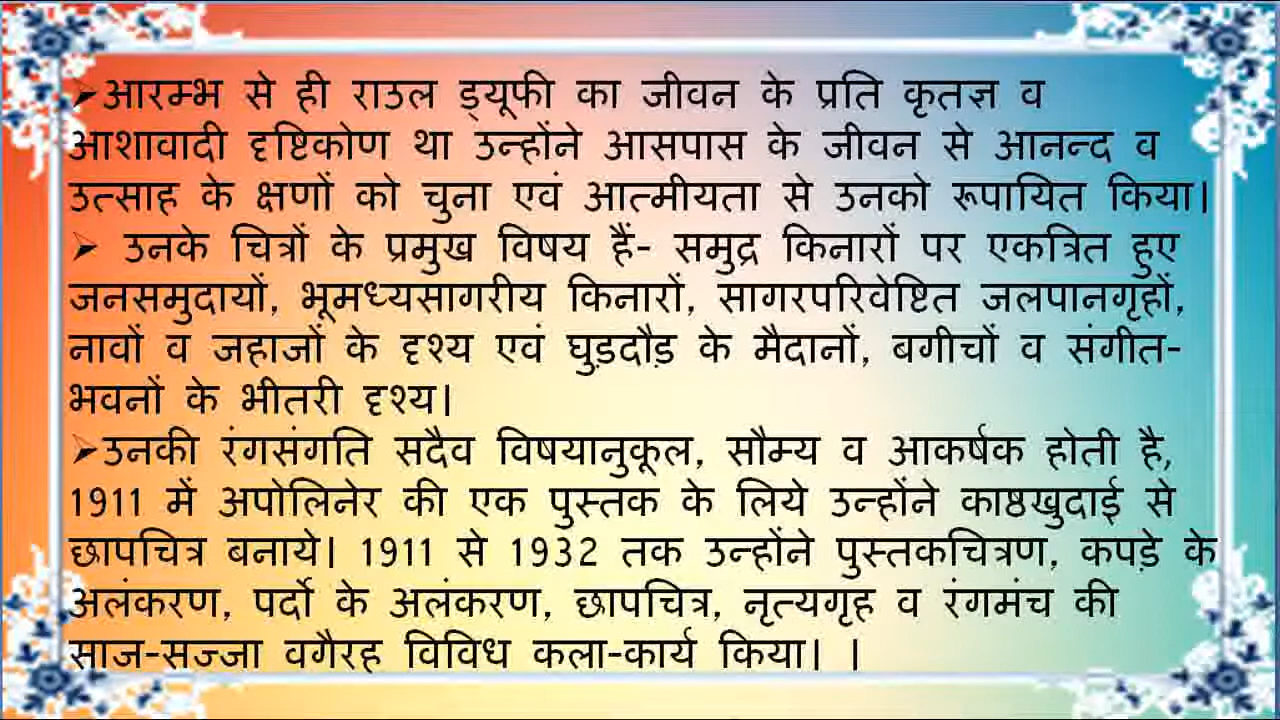 ➢आरम्भ से ही राउल ड्यूफी का जीवन के प्रति कृतज्ञ व
आशावादी दृष्टिकोण था उन्होंने आसपास के जीवन से आनन्द व
उत्साह के क्षणों को चुना एवं आत्मीयता से उनको रूपायित किया।
➢ उनके चित्रों के प्रमुख विषय हैं- समुद्र किनारों पर एकत्रित हुए
जनसमुदायों, भूमध्यसागरीय किनारों, सागरपरिवेष्टित जलपानगृहों,
नावों व जहाजों के दृश्य एवं घुड़दौड़ के मैदानों, बगीचों व संगीत-
भवनों के भीतरी दृश्य।
➢उनकी रंगसंगति सदैव विषयानुकूल, सौम्य व आकर्षक होती है,
1911 में अपोलिनेर की एक पुस्तक के लिये उन्होंने काष्ठखुदाई से
छापचित्र बनाये। 1911 से 1932 तक उन्होंने पुस्तकचित्रण, कपड़े के
अलंकरण, पर्दो के अलंकरण, छापचित्र, नृत्यगृह व रंगमंच की
साज-सज्जा वगैरह विविध कला-कार्य किया। ।